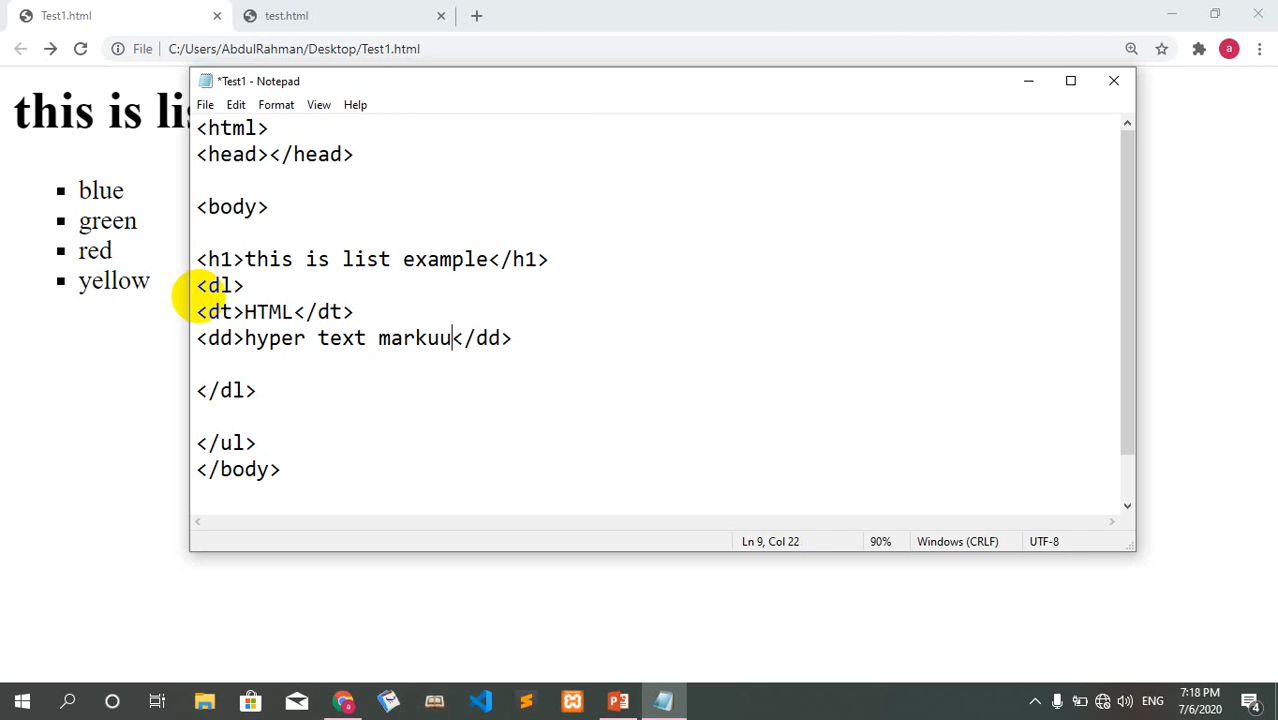 Test1.html
test.html
File
C:/Users/AbdulRahman/Desktop/Test1.html
a
this is lis
blue
green
red
yellow
*Test1 - Notepad
File Edit Format View Help
<html>
<head></head>
<body>
<h1>this is list example</h1>
<dl>
<dt>HTML</dt>
<dd>hyper text markuu</dd>
</dl>
</ul>
</body>
Ln 9, Col 22
90%
Windows (CRLF)
UTF-8
ENG
7:18 PM
7/6/2020
4